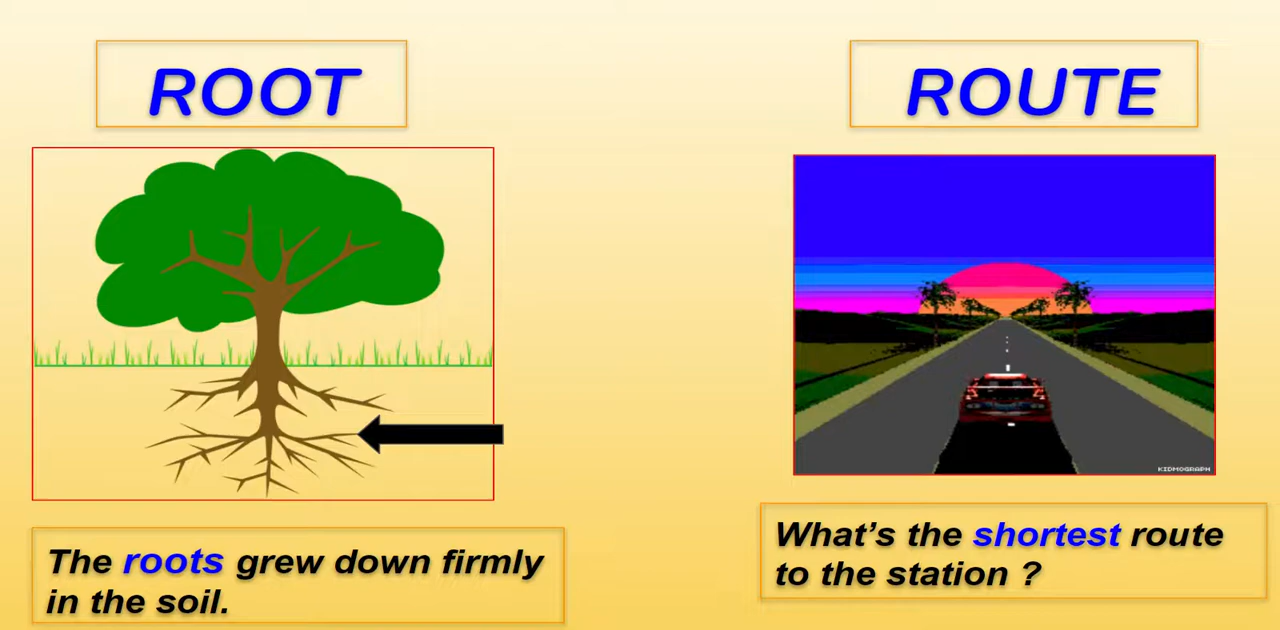 ROOT
ROUTE
KIDMOGRAPH
The roots grew down firmly
in the soil.
What's the shortest route
to the station ?